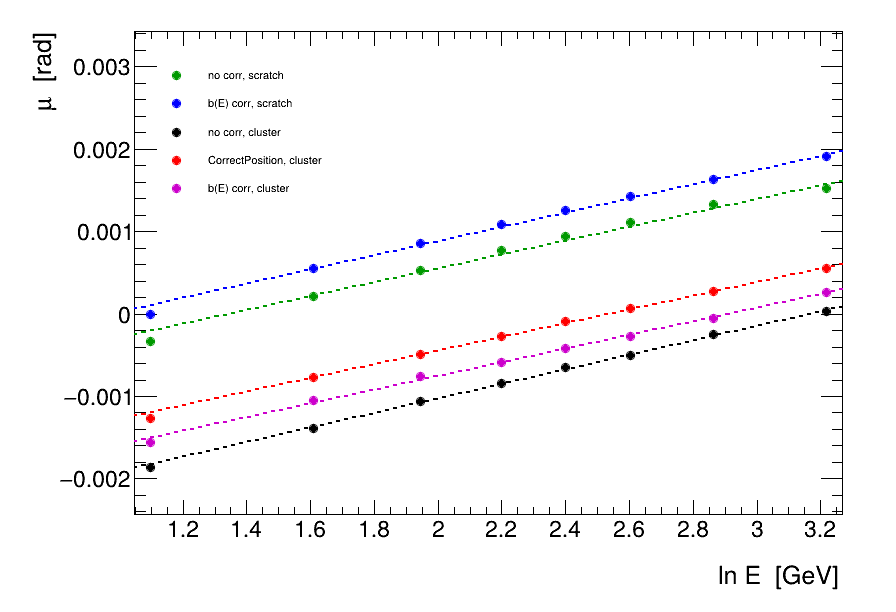 μ [rad]
0.003
0.002
0.001
0
−0.001
−0.002
no corr, scratch
b(E) corr, scratch
no corr, cluster
CorrectPosition, cluster
b(E) corr, cluster
1.2 1.4 1.6 1.8 2 2.2 2.4 2.6 2.8 3 3.2
ln E [GeV]